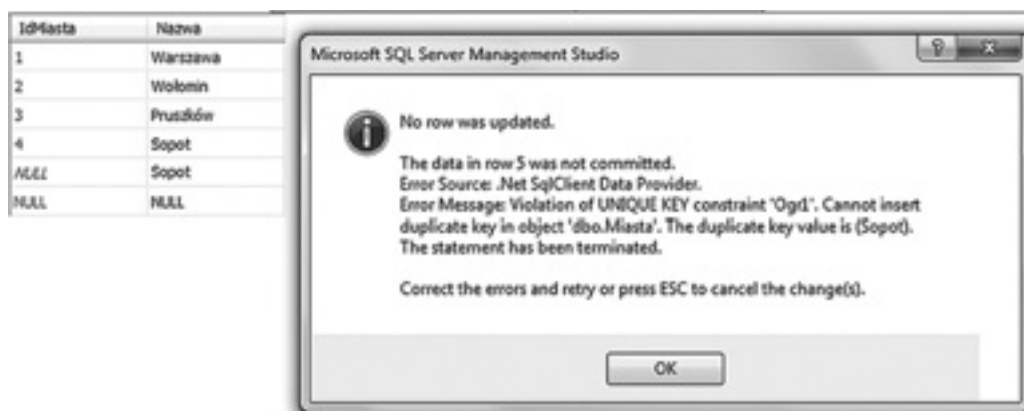 IdMiasta Nazwa
1 Warszawa
2 Wołomin
3 Pruszków
4 Sopot
NULL Sopot
NULL NULL
Microsoft SQL Server Management Studio
No row was updated.
The data in row 5 was not committed.
Error Source: .Net SqlClient Data Provider.
Error Message: Violation of UNIQUE KEY constraint 'Ogr1'. Cannot insert
duplicate key in object 'dbo.Miasta'. The duplicate key value is (Sopot).
The statement has been terminated.
Correct the errors and retry or press ESC to cancel the change(s).
OK